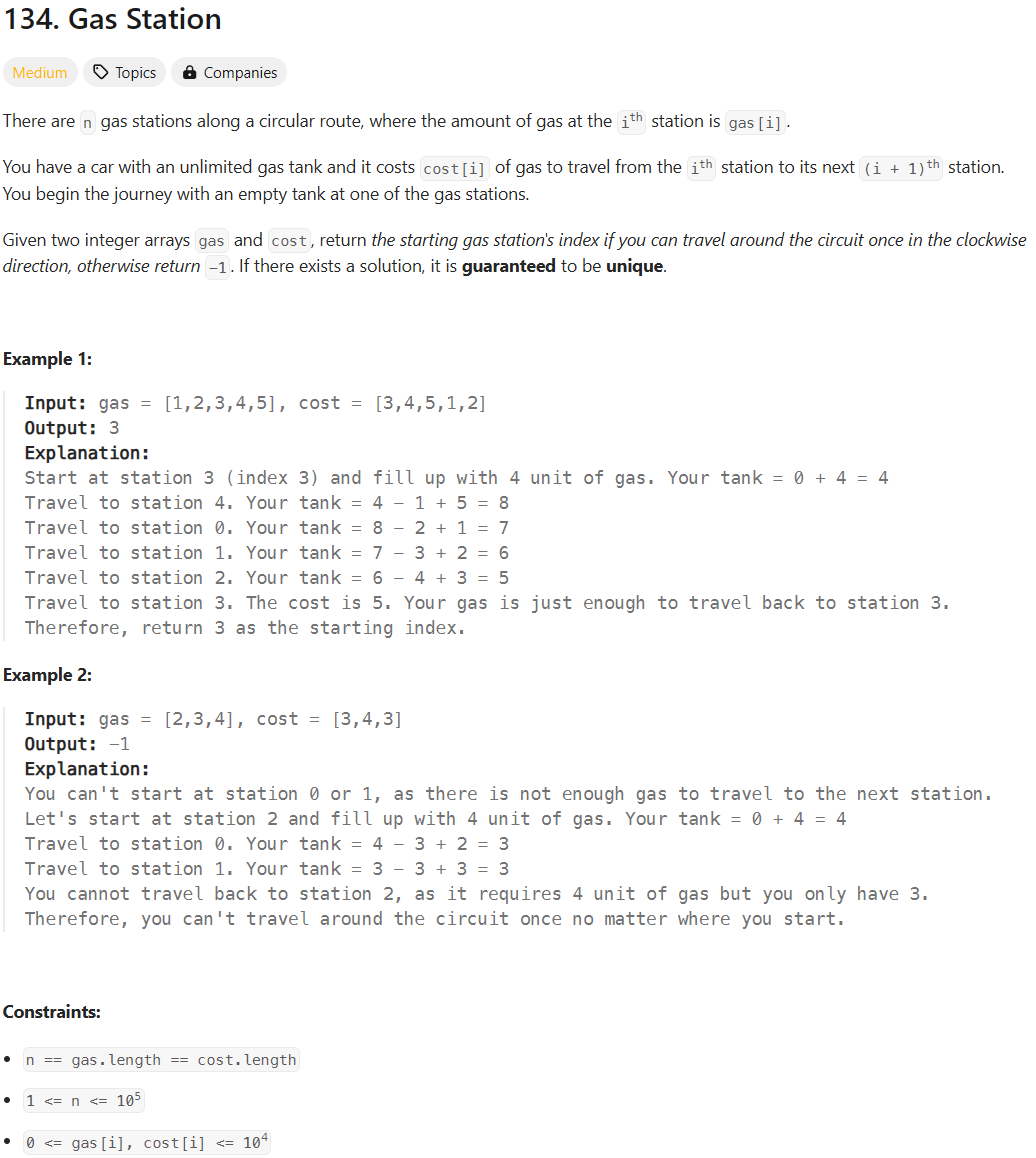 134. Gas Station
Medium Topics Companies
There are n gas stations along a circular route, where the amount of gas at the ith station is gas[i].
You have a car with an unlimited gas tank and it costs cost[i] of gas to travel from the ith station to its next (i + 1)th station.
You begin the journey with an empty tank at one of the gas stations.
Given two integer arrays gas and cost, return the starting gas station's index if you can travel around the circuit once in the clockwise
direction, otherwise return -1. If there exists a solution, it is guaranteed to be unique.
Example 1:
Input: gas = [1,2,3,4,5], cost = [3,4,5,1,2]
Output: 3
Explanation:
Start at station 3 (index 3) and fill up with 4 unit of gas. Your tank = 0 + 4 = 4
Travel to station 4. Your tank = 4 - 1 + 5 = 8
Travel to station 0. Your tank = 8 - 2 + 1 = 7
Travel to station 1. Your tank = 7 - 3 + 2 = 6
Travel to station 2. Your tank = 6 - 4 + 3 = 5
Travel to station 3. The cost is 5. Your gas is just enough to travel back to station 3.
Therefore, return 3 as the starting index.
Example 2:
Input: gas = [2,3,4], cost = [3,4,3]
Output: -1
Explanation:
You can't start at station 0 or 1, as there is not enough gas to travel to the next station.
Let's start at station 2 and fill up with 4 unit of gas. Your tank = 0 + 4 = 4
Travel to station 0. Your tank = 4 - 3 + 2 = 3
Travel to station 1. Your tank = 3 - 3 + 3 = 3
You cannot travel back to station 2, as it requires 4 unit of gas but you only have 3.
Therefore, you can't travel around the circuit once no matter where you start.
Constraints:
• n == gas.length == cost.length
• 1 <= n <= 10⁵
• 0 <= gas[i], cost[i] <= 10⁴